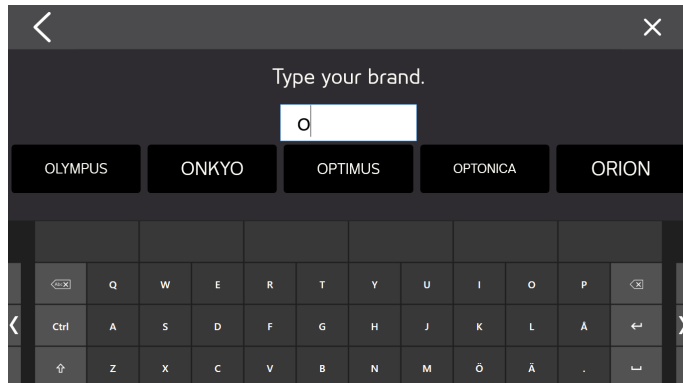 Type your brand.
o
OLYMPUS ONKYO OPTIMUS OPTONICA ORION
Q W E R T Y U I O P
Ctrl A S D F G H J K L Å
Z X C V B N M Ö Ä .